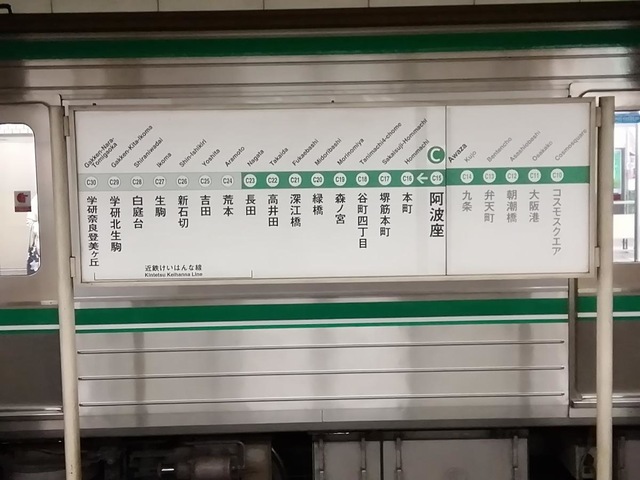 Gakken-Nara-Tomigaoka
Gakken-Kita-Ikoma
Shiraniwadai
Ikoma
Shin-Ishikiri
Yoshita
Aramoto
Nagata
Takaida
Fukaebashi
Midoribashi
Morinomiya
Tanimachi 4-chome
Sakaisuji-Hommachi
Hommachi
Awaza
Kujo
Bentencho
Asashiobashi
Osakako
Cosmosquare
C
C30 C29 C28 C27 C26 C25 C24 C23 C22 C21 C20 C19 C18 C17 C16 ← C15 C14 C13 C12 C11 C10
学研奈良登美ヶ丘
学研北生駒
白庭台
生駒
新石切
吉田
荒本
長田
高井田
深江橋
緑橋
森ノ宮
谷町四丁目
堺筋本町
本町
阿波座
九条
弁天町
朝潮橋
大阪港
コスモスクエア
近鉄けいはんな線
Kintetsu Keihanna Line